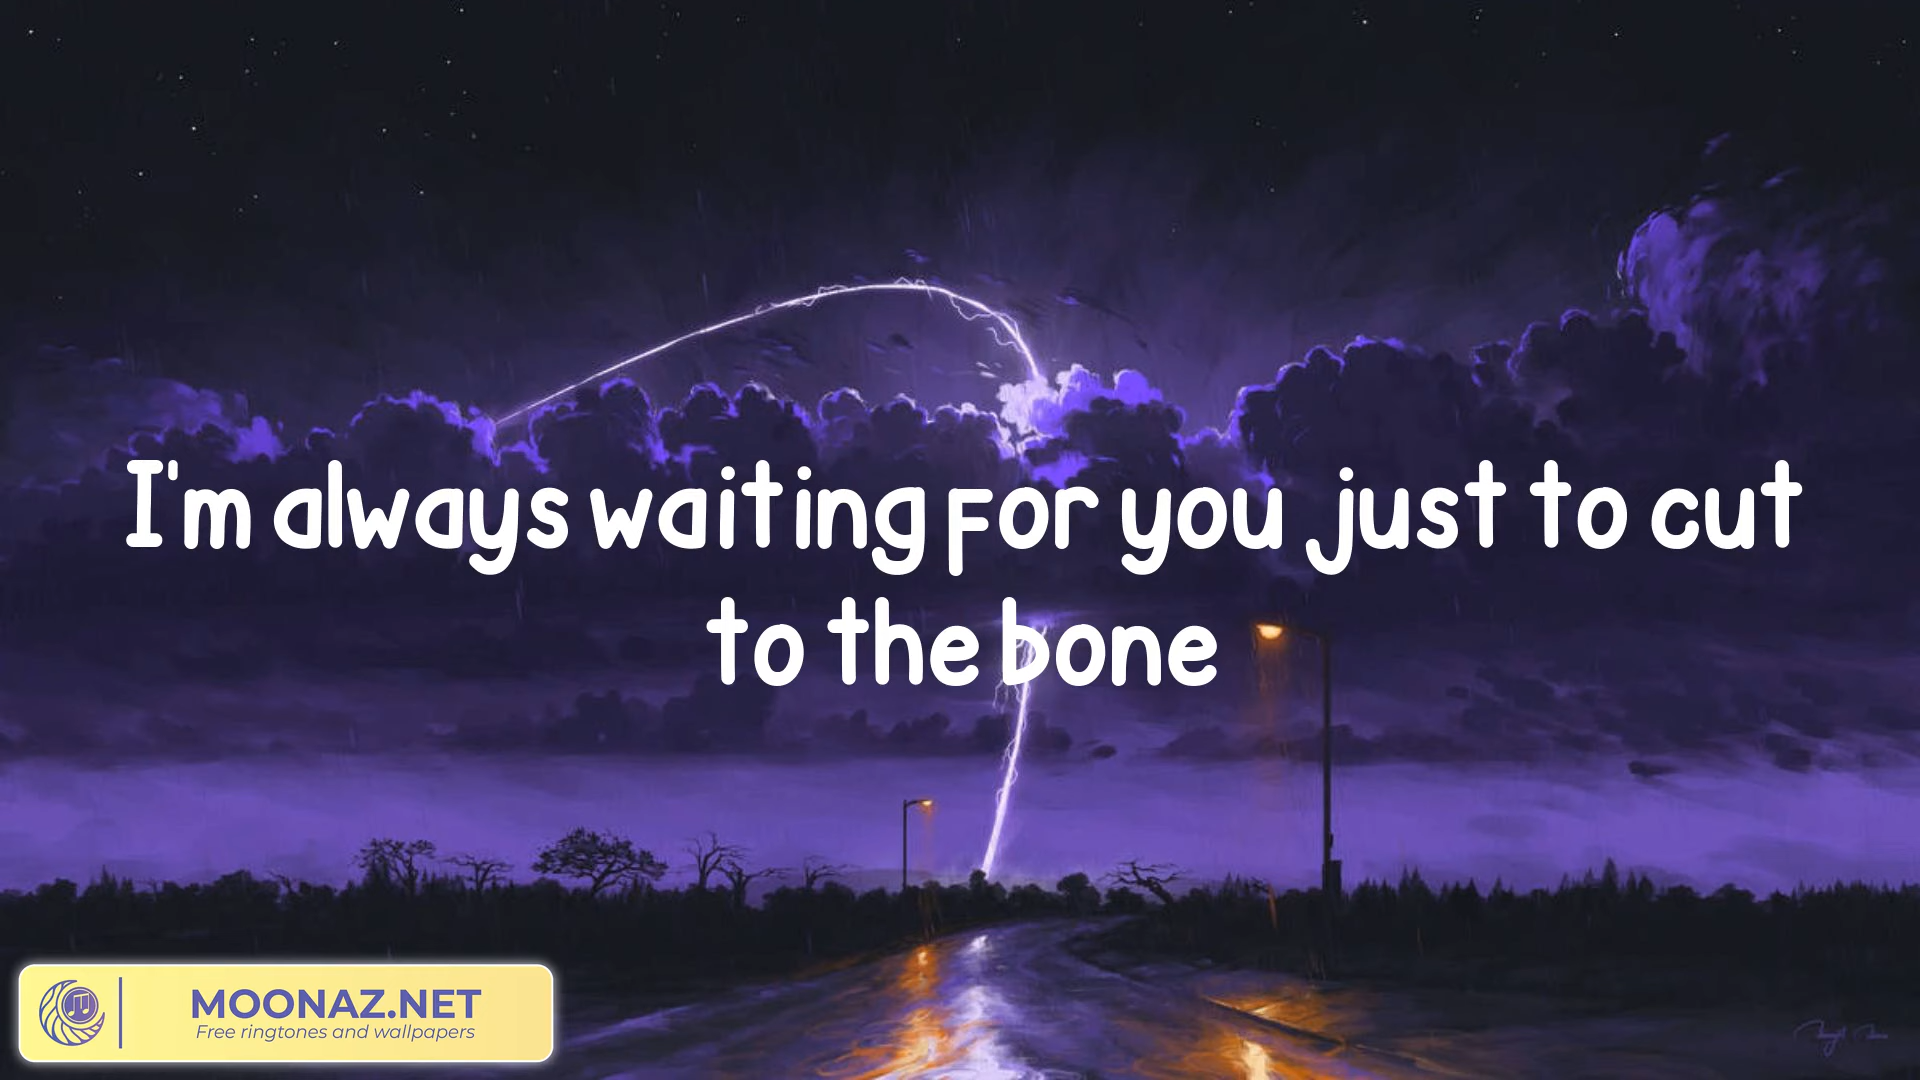 I'm always waiting for you just to cut
to the bone
MOONAZ.NET
Free ringtones and wallpapers